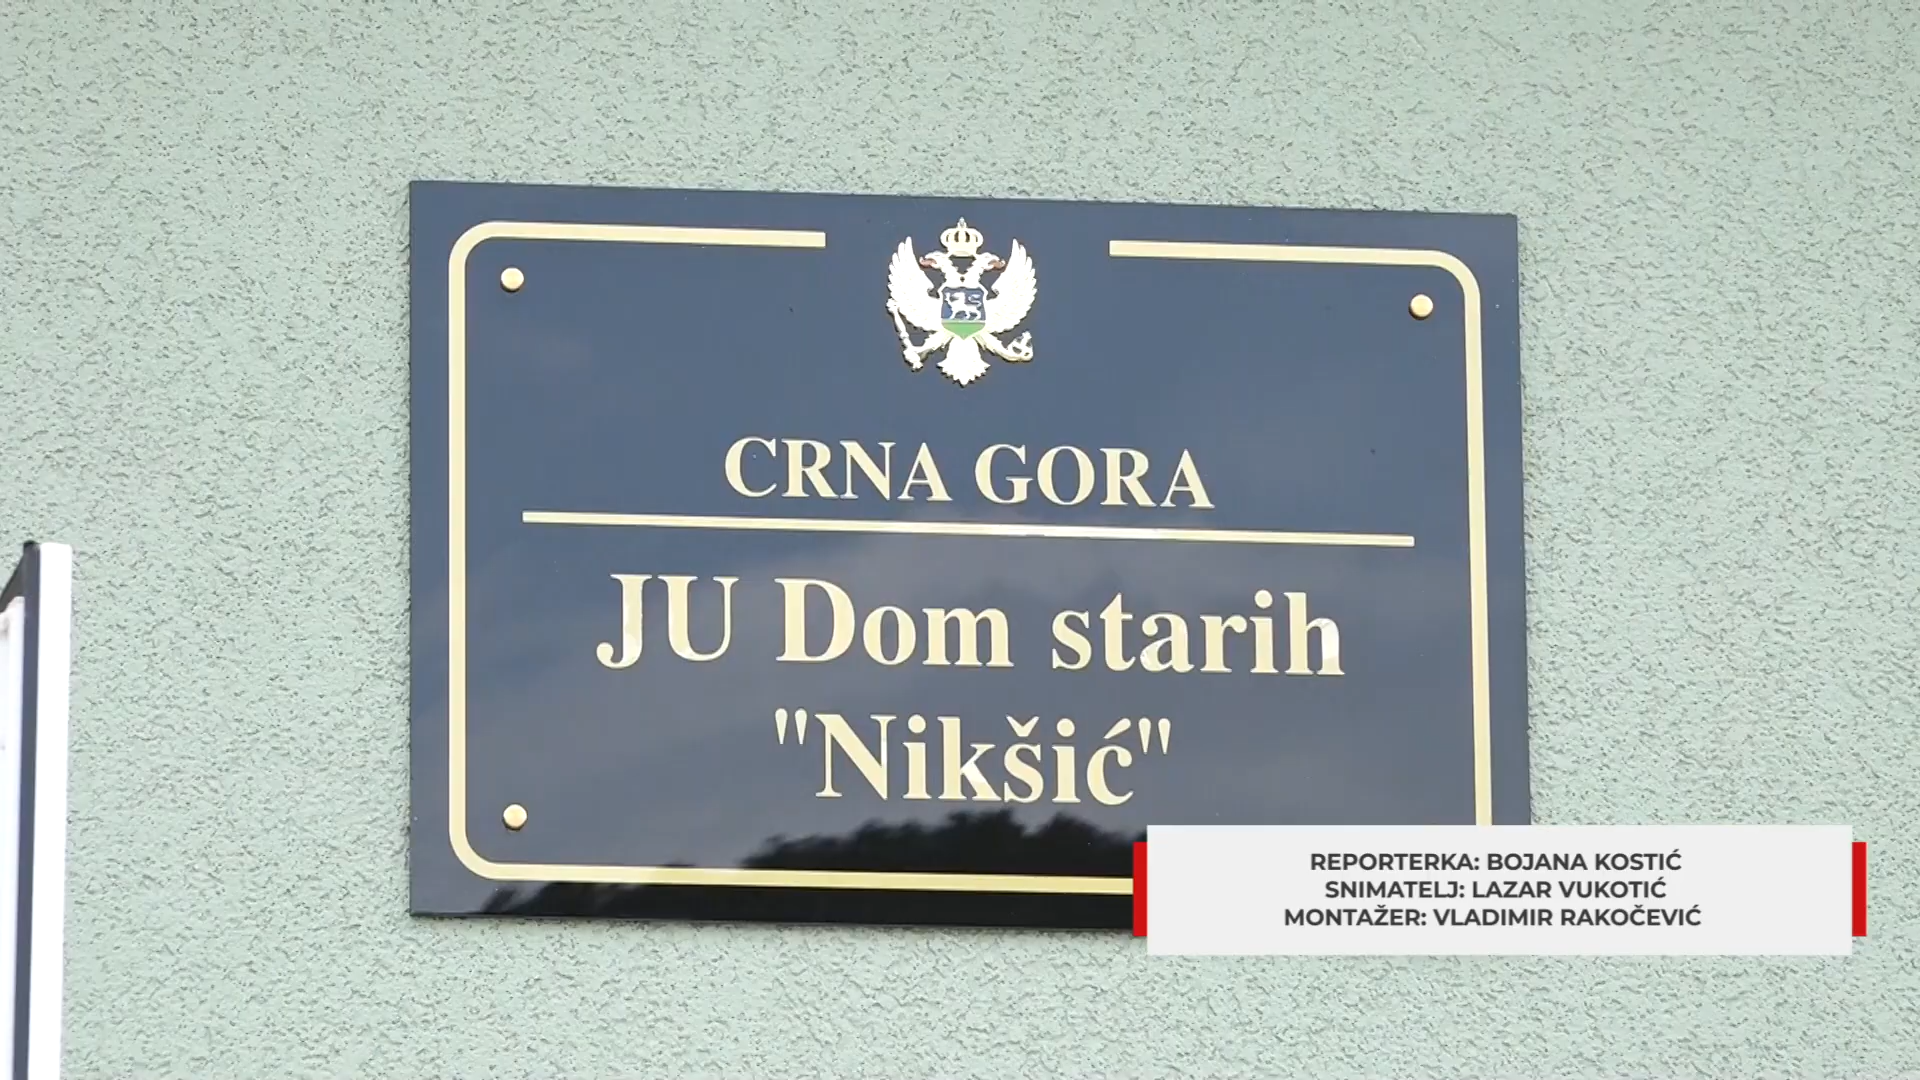 CRNA GORA
JU Dom starih
"Nikšić"
REPORTERKA: BOJANA KOSTIĆ
SNIMATELJ: LAZAR VUKOTIĆ
MONTAŽER: VLADIMIR RAKOČEVIĆ